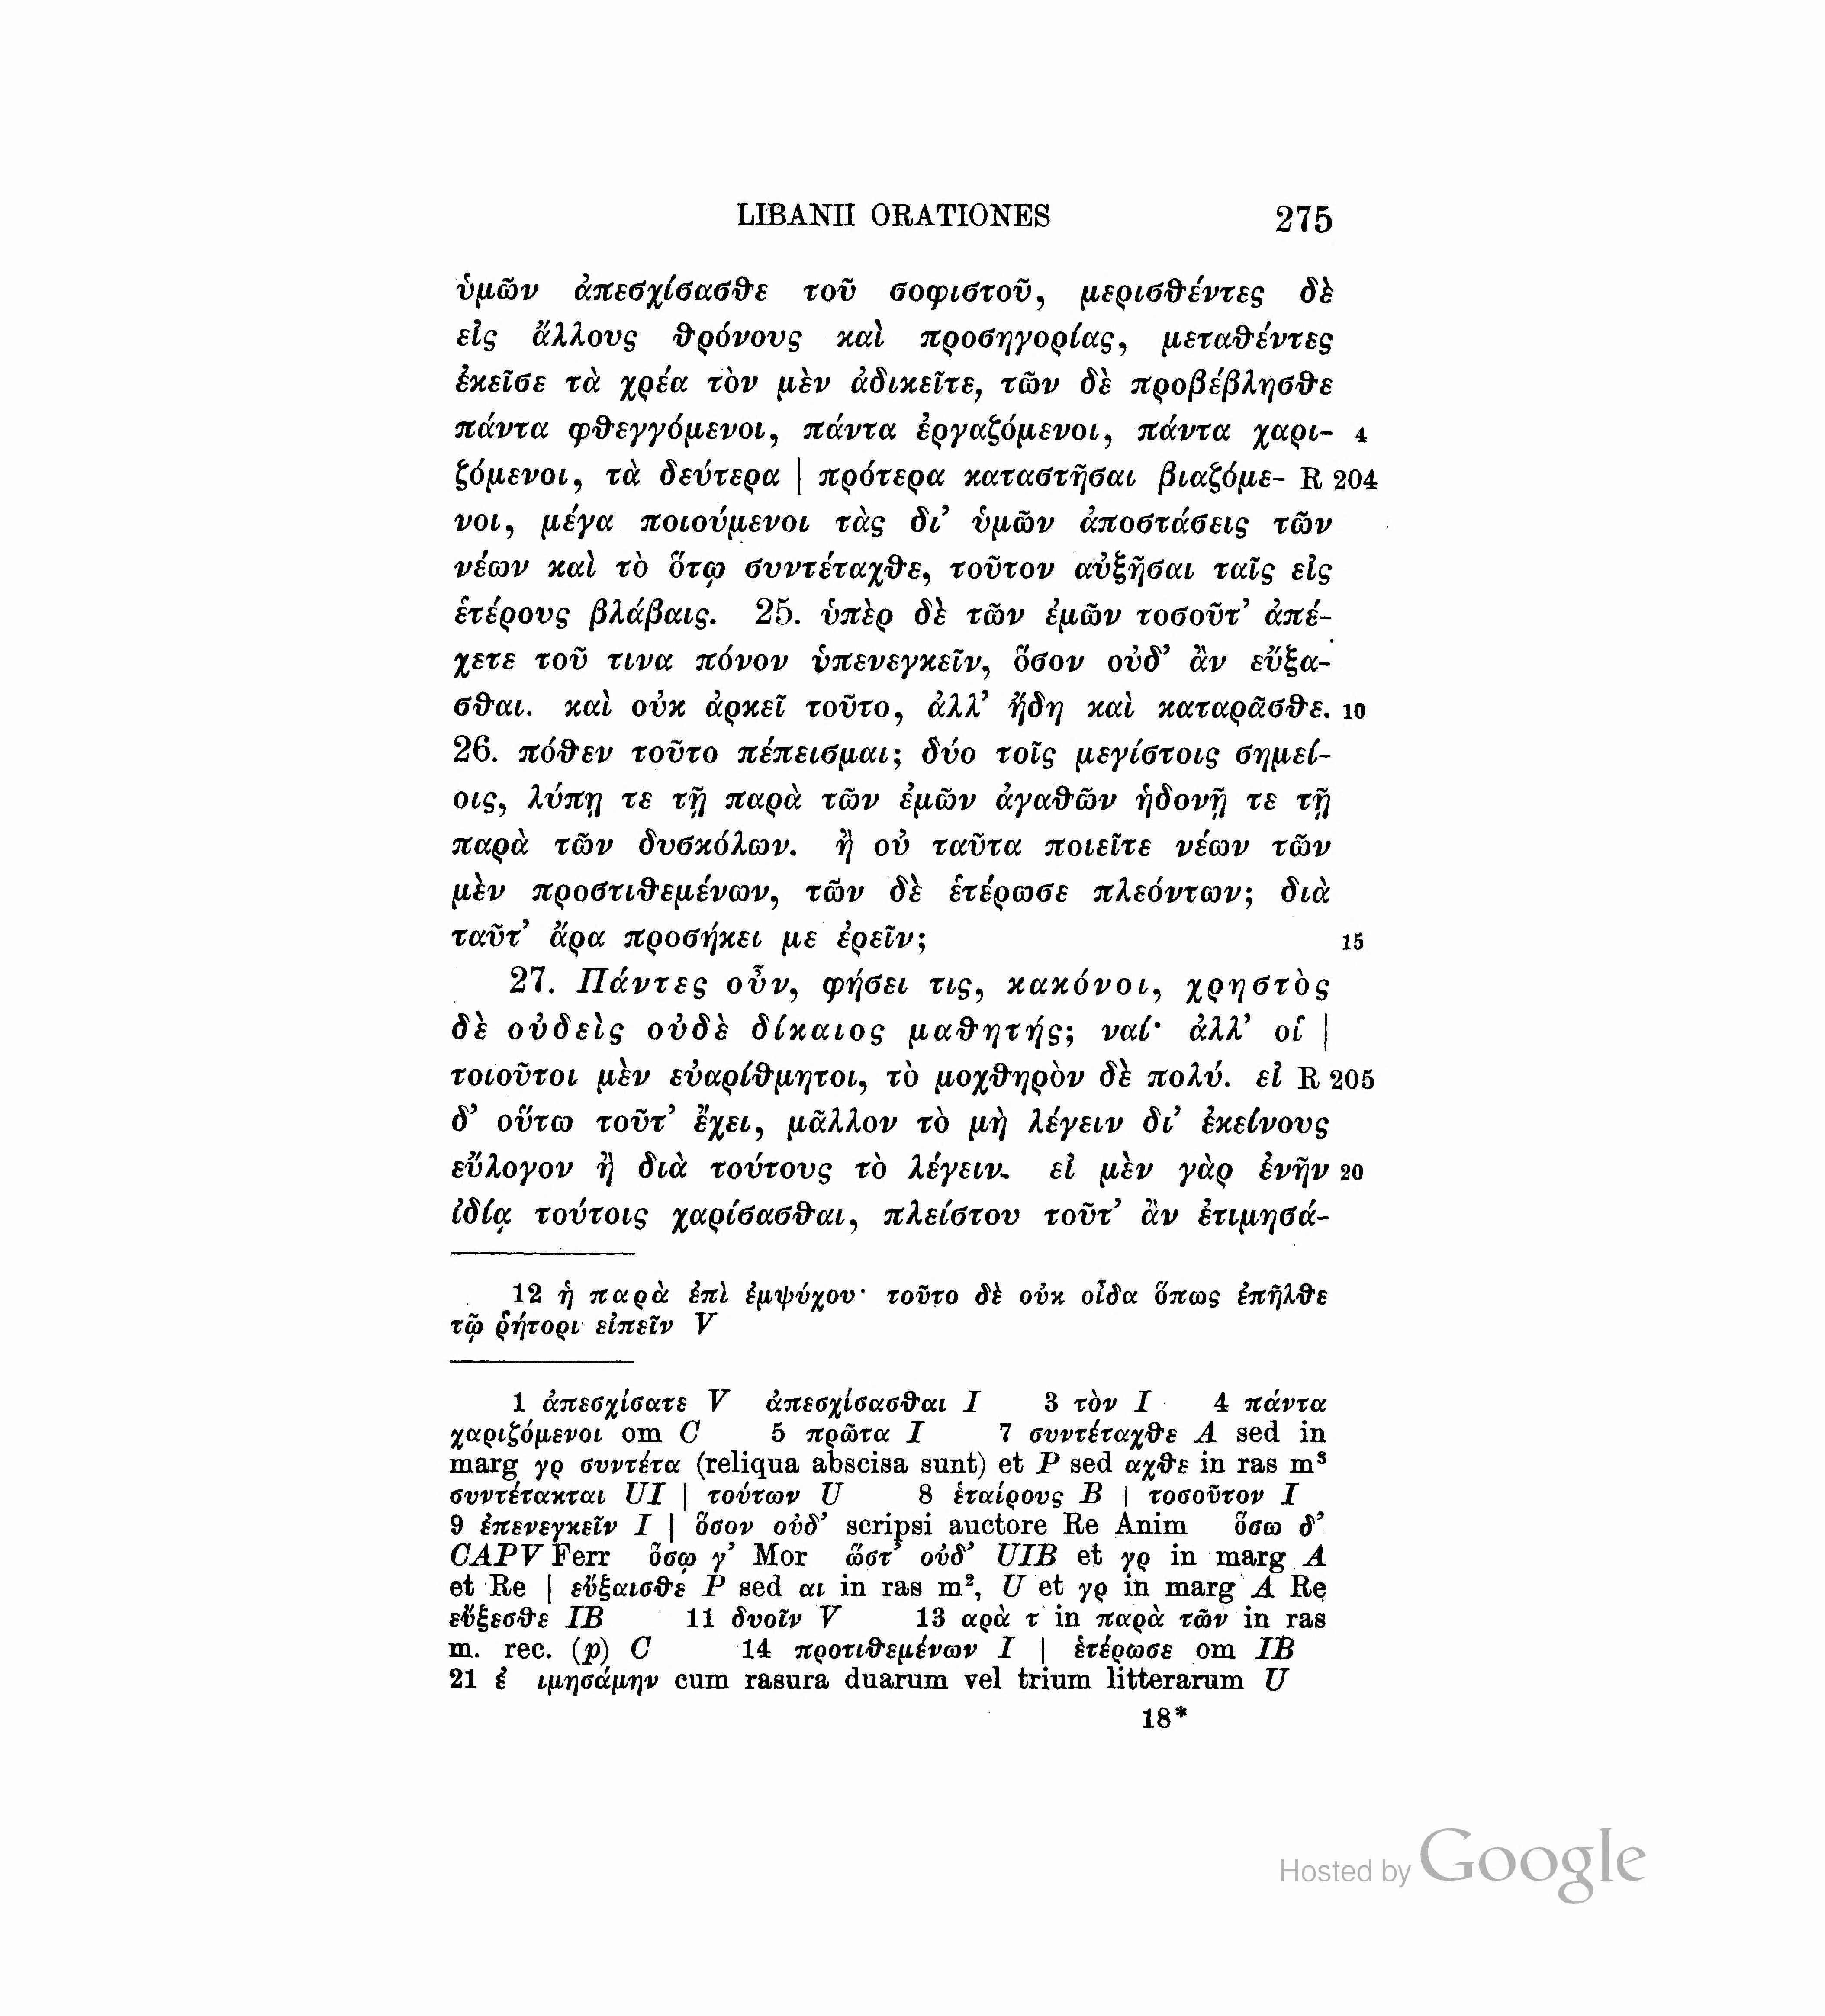 LIBANII ORATIONES 275
ὑμῶν ἀπεσχίσασθε τοῦ σοφιστοῦ, μερισθέντες δὲ
εἰς ἄλλους θρόνους καὶ προσηγορίας, μεταθέντες
ἐκεῖσε τὰ χρέα τὸν μὲν ἀδικεῖτε, τῶν δὲ προβέβλησθε
πάντα φθεγγόμενοι, πάντα ἐργαζόμενοι, πάντα χαρι- 4
ζόμενοι, τὰ δεύτερα | πρότερα καταστῆσαι βιαζόμε- R 204
νοι, μέγα ποιούμενοι τὰς δι’ ὑμῶν ἀποστάσεις τῶν
νέων καὶ τὸ ὅτῳ συντέταχθε, τοῦτον αὐξῆσαι ταῖς εἰς
ἑτέρους βλάβαις. 25. ὑπὲρ δὲ τῶν ἐμῶν τοσοῦτ’ ἀπέ-
χετε τοῦ τινα πόνον ὑπενεγκεῖν, ὅσον οὐδ’ ἂν εὔξα-
σθαι. καὶ οὐκ ἀρκεῖ τοῦτο, ἀλλ’ ἤδη καὶ καταρᾶσθε. 10
26. πόθεν τοῦτο πέπεισμαι; δύο τοῖς μεγίστοις σημεί-
οις, λύπῃ τε τῇ παρὰ τῶν ἐμῶν ἀγαθῶν ἡδονῇ τε τῇ
παρὰ τῶν δυσκόλων. ἢ οὐ ταῦτα ποιεῖτε νέων τῶν
μὲν προστιθεμένων, τῶν δὲ ἑτέρωσε πλεόντων; διὰ
ταῦτ’ ἄρα προσήκει με ἐρεῖν; 15
27. Πάντες οὖν, φήσει τις, κακόνοι, χρηστὸς
δὲ οὐδεὶς οὐδὲ δίκαιος μαθητής; ναί· ἀλλ’ οἱ |
τοιοῦτοι μὲν εὐαρίθμητοι, τὸ μοχθηρὸν δὲ πολύ. εἰ R 205
δ’ οὕτω τοῦτ’ ἔχει, μᾶλλον τὸ μὴ λέγειν δι’ ἐκείνους
εὔλογον ἢ διὰ τούτους τὸ λέγειν. εἰ μὲν γὰρ ἐνῆν 20
ἰδίᾳ τούτοις χαρίσασθαι, πλείστου τοῦτ’ ἂν ἐτιμησά-
12 ἡ παρὰ ἐπὶ ἐμψύχου· τοῦτο δὲ οὐκ οἶδα ὅπως ἐπῆλθε
τῷ ῥήτορι εἰπεῖν V
1 ἀπεσχίσατε V ἀπεσχίσασθαι I 3 τὸν I 4 πάντα
χαριζόμενοι om C 5 πρῶτα I 7 συντέταχθε A sed in
marg γρ συντέτα (reliqua abscisa sunt) et P sed αχθε in ras m³
συντέτακται UI | τούτων U 8 ἑταίρους B | τοσοῦτον I
9 ἐπενεγκεῖν I | ὅσον οὐδ’ scripsi auctore Re Anim ὅσω δ’
CAPV Ferr ὅσῳ γ’ Mor ὥστ’ οὐδ’ UIB et γρ in marg A
et Re | εὔξαισθε P sed αι in ras m², U et γρ in marg A Re
εὔξεσθε IB 11 δυοῖν V 13 αρὰ τ in παρὰ τῶν in ras
m. rec. (p) C 14 προτιθεμένων I | ἑτέρωσε om IB
21 ἐ ιμησάμην cum rasura duarum vel trium litterarum U
18*
Hosted by Google